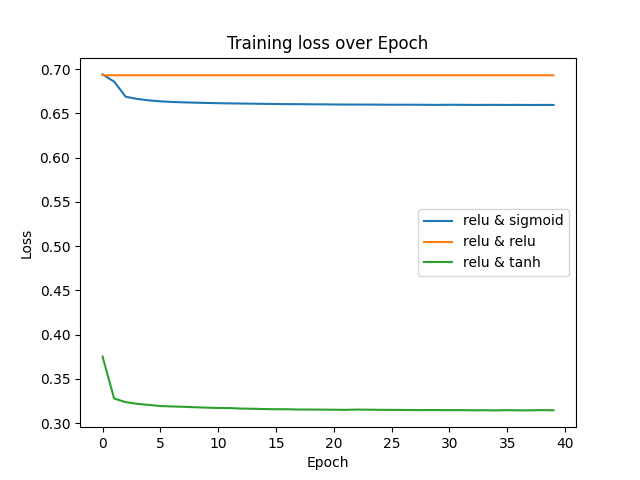 Training loss over Epoch
0.70
0.65
0.60
0.55
0.50
0.45
0.40
0.35
0.30
Loss
relu & sigmoid
relu & relu
relu & tanh
0 5 10 15 20 25 30 35 40
Epoch